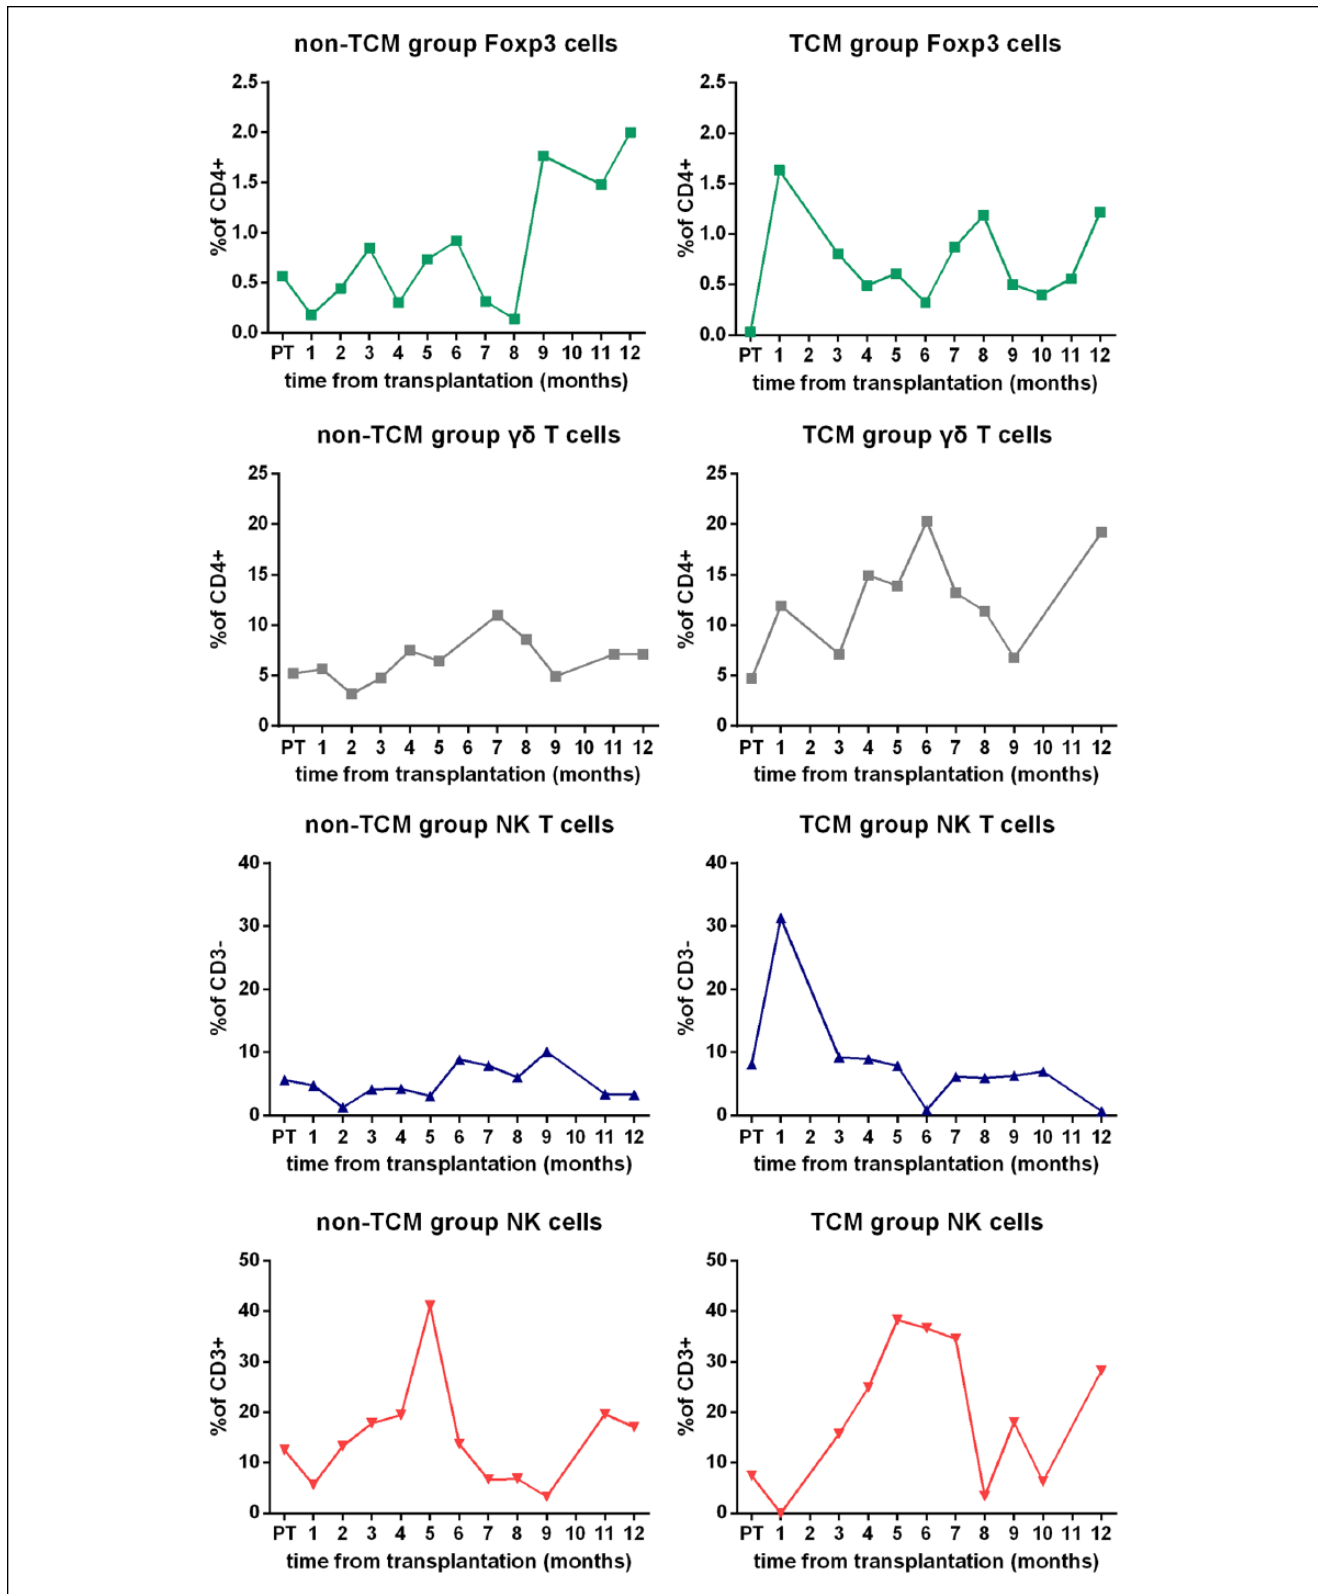 non-TCM group Foxp3 cells
TCM group Foxp3 cells
2.5
2.0
1.5
1.0
0.5
0.0
%of CD4+
PT 1 2 3 4 5 6 7 8 9 10 11 12
time from transplantation (months)
2.5
2.0
1.5
1.0
0.5
0.0
%of CD4+
PT 1 2 3 4 5 6 7 8 9 10 11 12
time from transplantation (months)
non-TCM group γδ T cells
TCM group γδ T cells
25
20
15
10
5
0
%of CD4+
PT 1 2 3 4 5 6 7 8 9 10 11 12
time from transplantation (months)
25
20
15
10
5
0
%of CD4+
PT 1 2 3 4 5 6 7 8 9 10 11 12
time from transplantation (months)
non-TCM group NK T cells
TCM group NK T cells
40
30
20
10
0
%of CD3-
PT 1 2 3 4 5 6 7 8 9 10 11 12
time from transplantation (months)
40
30
20
10
0
%of CD3-
PT 1 2 3 4 5 6 7 8 9 10 11 12
time from transplantation (months)
non-TCM group NK cells
TCM group NK cells
50
40
30
20
10
0
%of CD3+
PT 1 2 3 4 5 6 7 8 9 10 11 12
time from transplantation (months)
50
40
30
20
10
0
%of CD3+
PT 1 2 3 4 5 6 7 8 9 10 11 12
time from transplantation (months)